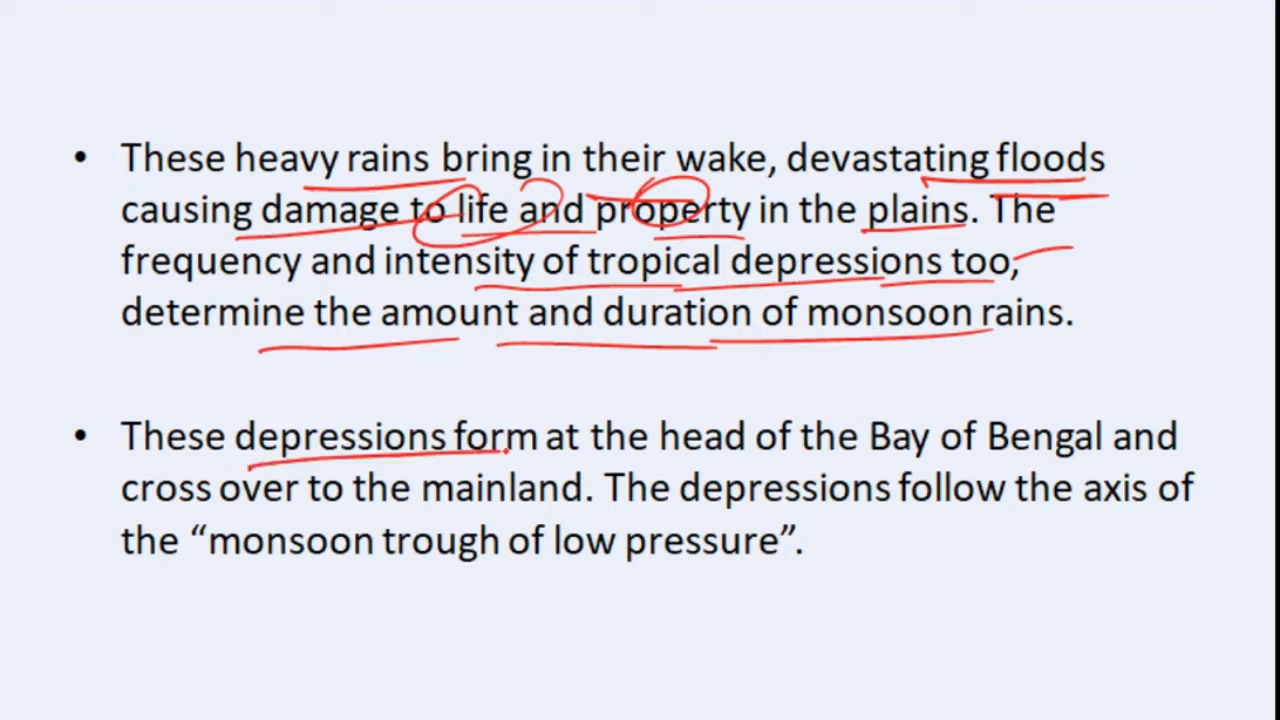 • These heavy rains bring in their wake, devastating floods
causing damage to life and property in the plains. The
frequency and intensity of tropical depressions too,
determine the amount and duration of monsoon rains.
• These depressions form at the head of the Bay of Bengal and
cross over to the mainland. The depressions follow the axis of
the “monsoon trough of low pressure”.